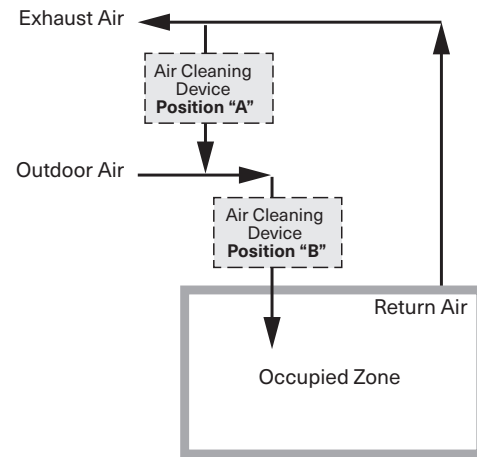 Exhaust Air
Air Cleaning
Device
Position “A”
Outdoor Air
Air Cleaning
Device
Position “B”
Return Air
Occupied Zone